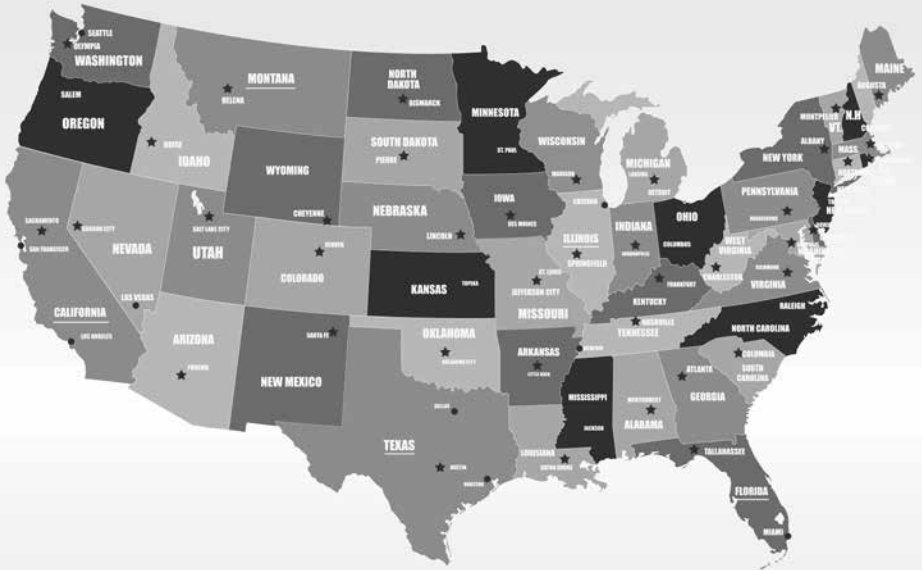 SEATTLE
OLYMPIA
WASHINGTON
MONTANA
HELENA
NORTH
DAKOTA
BISMARCK
MINNESOTA
ST. PAUL
MAINE
AUGUSTA
MONTPELIER
VT.
N.H
SALEM
OREGON
IDAHO
SOUTH DAKOTA
PIERRE
WISCONSIN
MADISON
MICHIGAN
LANSING
DETROIT
ALBANY
NEW YORK
MASS.
WYOMING
CHEYENNE
IOWA
DES MOINES
CHICAGO
PENNSYLVANIA
NEBRASKA
LINCOLN
SACRAMENTO
SAN FRANCISCO
CARSON CITY
NEVADA
SALT LAKE CITY
UTAH
DENVER
COLORADO
ILLINOIS
SPRINGFIELD
INDIANA
OHIO
COLUMBUS
WEST
VIRGINIA
CHARLESTON
RICHMOND
VIRGINIA
KANSAS
TOPEKA
ST. LOUIS
JEFFERSON CITY
MISSOURI
FRANKFORT
KENTUCKY
CALIFORNIA
LAS VEGAS
LOS ANGELES
ARIZONA
PHOENIX
SANTA FE
NEW MEXICO
OKLAHOMA
OKLAHOMA CITY
ARKANSAS
LITTLE ROCK
MEMPHIS
NASHVILLE
TENNESSEE
RALEIGH
NORTH CAROLINA
COLUMBIA
SOUTH
CAROLINA
DALLAS
TEXAS
AUSTIN
HOUSTON
LOUISIANA
BATON ROUGE
MISSISSIPPI
JACKSON
MONTGOMERY
ALABAMA
ATLANTA
GEORGIA
TALLAHASSEE
FLORIDA
MIAMI